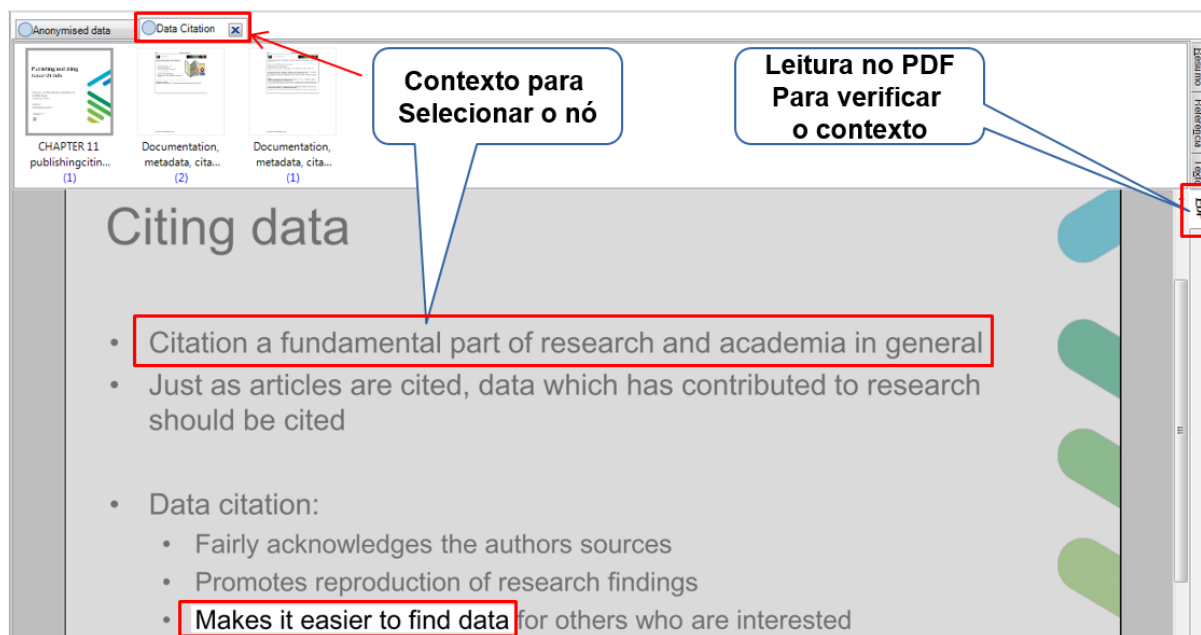 Anonymised data
Data Citation
Contexto para
Selecionar o nó
Leitura no PDF
Para verificar
o contexto
Resumo
Referência
Texto
Publishing and citing
research data
CHAPTER 11
publishingcitin...
(1)
Documentation,
metadata, cita...
(2)
Documentation,
metadata, cita...
(1)
Citing data
• Citation a fundamental part of research and academia in general
• Just as articles are cited, data which has contributed to research
should be cited
• Data citation:
• Fairly acknowledges the authors sources
• Promotes reproduction of research findings
• Makes it easier to find data for others who are interested